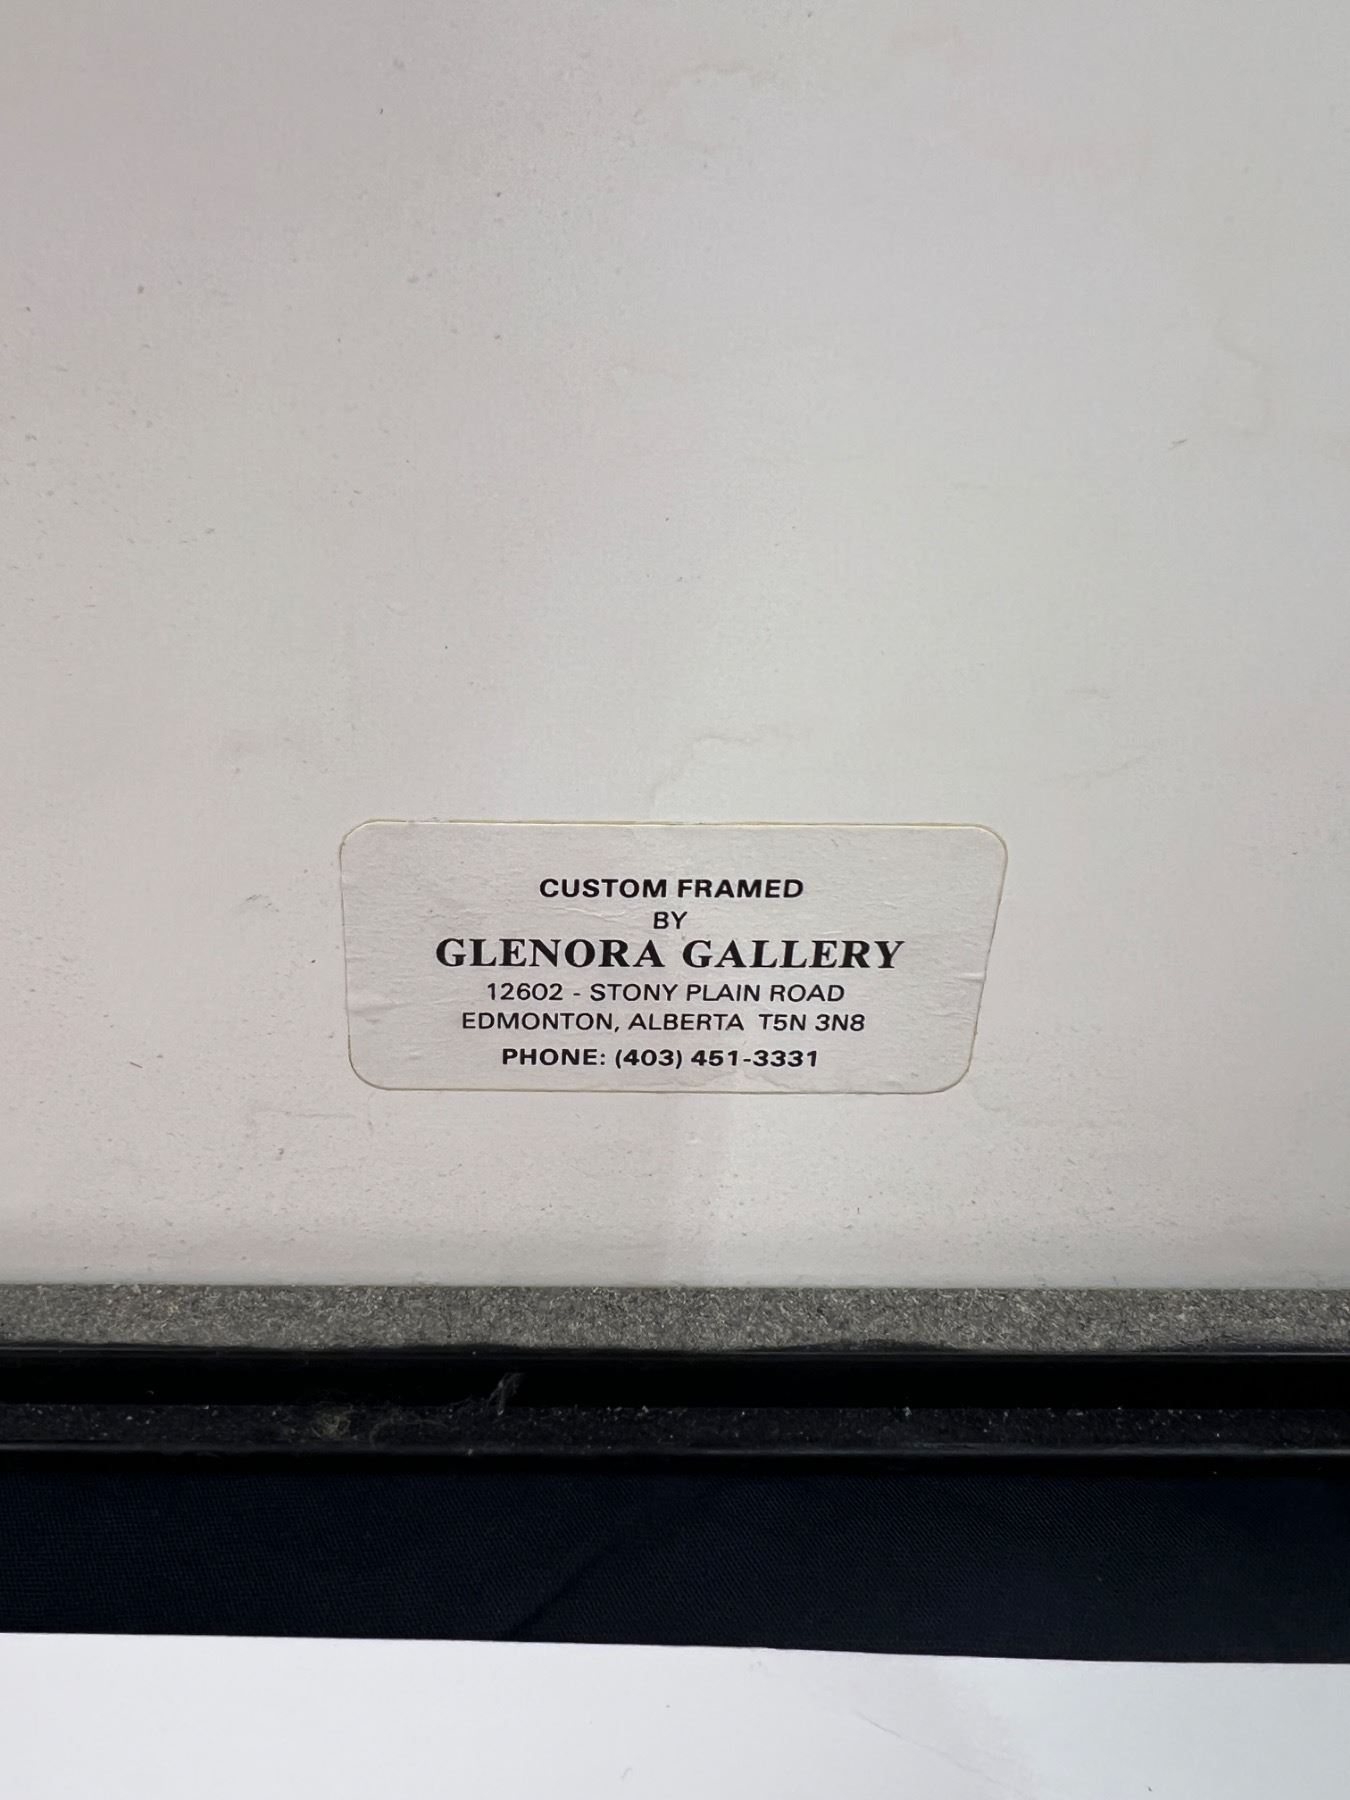 CUSTOM FRAMED
BY
GLENORA GALLERY
12602 - STONY PLAIN ROAD
EDMONTON, ALBERTA T5N 3N8
PHONE: (403) 451-3331